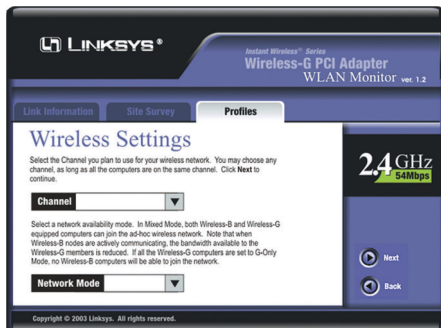 LINKSYS®
Instant Wireless® Series
Wireless-G PCI Adapter
WLAN Monitor ver. 1.2
Link Information
Site Survey
Profiles
Wireless Settings
Select the Channel you plan to use for your wireless network. You may choose any
channel, as long as all the computers are on the same channel. Click Next to
continue.
Channel
Select a network availability mode. In Mixed Mode, both Wireless-B and Wireless-G
equipped computers can join the ad-hoc wireless network. Note that when
Wireless-B nodes are actively communicating, the bandwidth available to the
Wireless-G members is reduced. If all the Wireless-G computers are set to G-Only
Mode, no Wireless-B computers will be able to join the network.
Network Mode
2.4 GHz
54Mbps
Next
Back
Copyright © 2003 Linksys. All rights reserved.